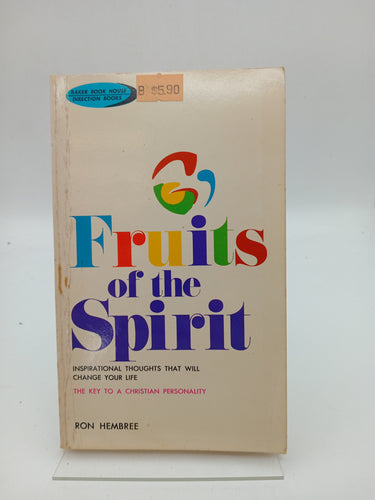 BAKER BOOK HOUSE
DIRECTION BOOKS
B $5.90
Fruits
of the
Spirit
INSPIRATIONAL THOUGHTS THAT WILL
CHANGE YOUR LIFE
THE KEY TO A CHRISTIAN PERSONALITY
RON HEMBREE